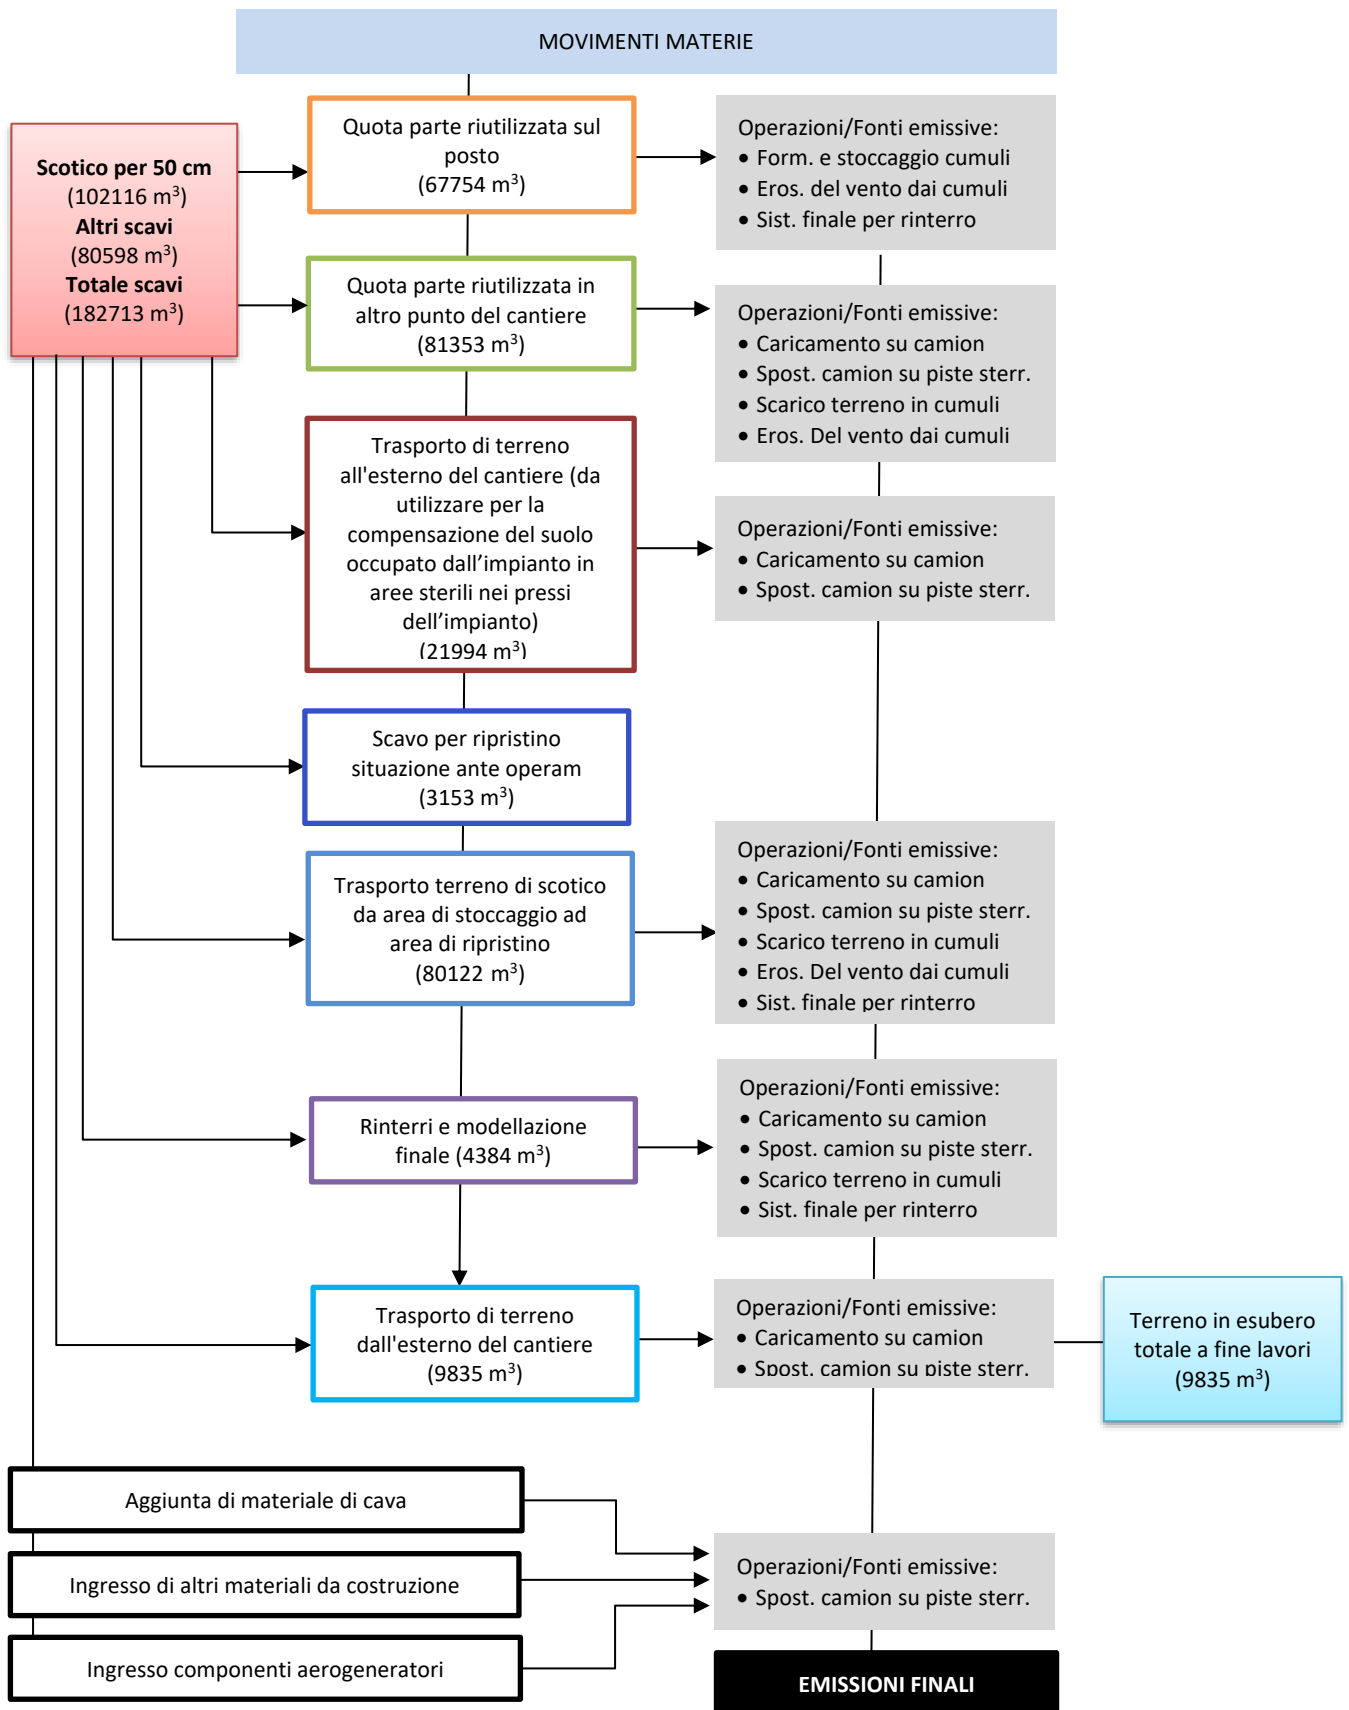 MOVIMENTI MATERIE
Scotico per 50 cm
(102116 m³)
Altri scavi
(80598 m³)
Totale scavi
(182713 m³)
Quota parte riutilizzata sul
posto
(67754 m³)
Operazioni/Fonti emissive:
• Form. e stoccaggio cumuli
• Eros. del vento dai cumuli
• Sist. finale per rinterro
Quota parte riutilizzata in
altro punto del cantiere
(81353 m³)
Operazioni/Fonti emissive:
• Caricamento su camion
• Spost. camion su piste sterr.
• Scarico terreno in cumuli
• Eros. Del vento dai cumuli
Trasporto di terreno
all'esterno del cantiere (da
utilizzare per la
compensazione del suolo
occupato dall’impianto in
aree sterili nei pressi
dell’impianto)
(21994 m³)
Operazioni/Fonti emissive:
• Caricamento su camion
• Spost. camion su piste sterr.
Scavo per ripristino
situazione ante operam
(3153 m³)
Trasporto terreno di scotico
da area di stoccaggio ad
area di ripristino
(80122 m³)
Operazioni/Fonti emissive:
• Caricamento su camion
• Spost. camion su piste sterr.
• Scarico terreno in cumuli
• Eros. Del vento dai cumuli
• Sist. finale per rinterro
Rinterri e modellazione
finale (4384 m³)
Operazioni/Fonti emissive:
• Caricamento su camion
• Spost. camion su piste sterr.
• Scarico terreno in cumuli
• Sist. finale per rinterro
Trasporto di terreno
dall'esterno del cantiere
(9835 m³)
Operazioni/Fonti emissive:
• Caricamento su camion
• Spost. camion su piste sterr.
Terreno in esubero
totale a fine lavori
(9835 m³)
Aggiunta di materiale di cava
Ingresso di altri materiali da costruzione
Ingresso componenti aerogeneratori
Operazioni/Fonti emissive:
• Spost. camion su piste sterr.
EMISSIONI FINALI